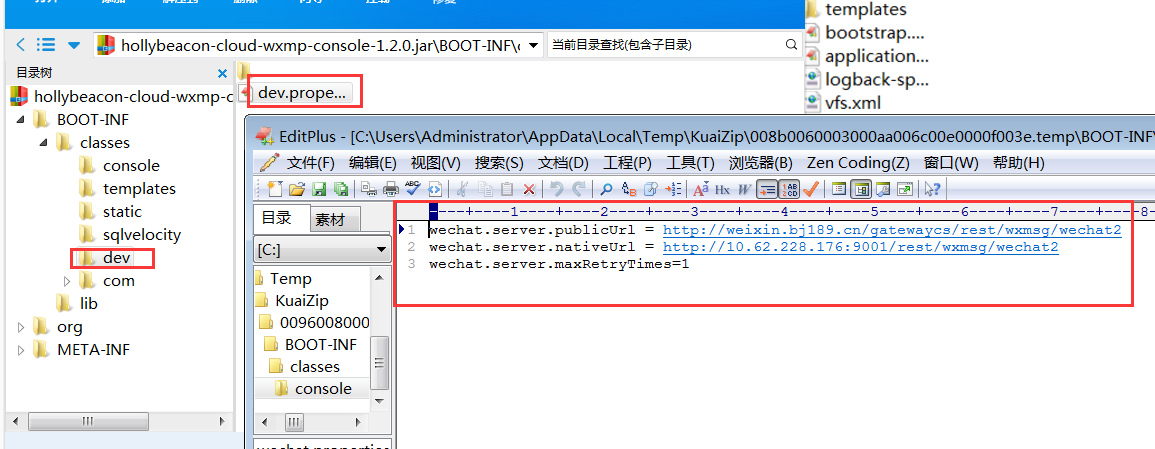 hollybeacon-cloud-wxmp-console-1.2.0.jar\BOOT-INF\
当前目录查找(包含子目录)
templates
bootstrap....
application....
logback-sp...
vfs.xml
目录树
hollybeacon-cloud-wxmp-c
BOOT-INF
classes
console
templates
static
sqlvelocity
dev
com
lib
org
META-INF
dev.prope...
EditPlus - [C:\Users\Administrator\AppData\Local\Temp\KuaiZip\008b0060003000aa006c00e0000f003e.temp\BOOT-INF\
文件(F) 编辑(E) 视图(V) 搜索(S) 文档(D) 工程(P) 工具(T) 浏览器(B) Zen Coding(Z) 窗口(W) 帮助(H)
目录 素材
[C:]
Temp
KuaiZip
0096008000
BOOT-INF
classes
console
----+----1----+----2----+----3----+----4----+----5----+----6----+----7----+----8-
1 wechat.server.publicUrl = http://weixin.bj189.cn/gatewaycs/rest/wxmsg/wechat2
2 wechat.server.nativeUrl = http://10.62.228.176:9001/rest/wxmsg/wechat2
3 wechat.server.maxRetryTimes=1